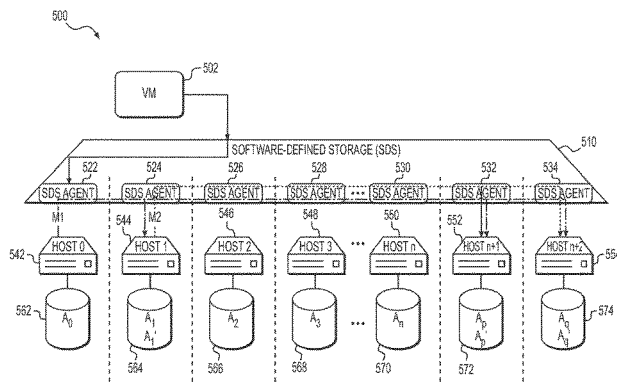 500
502
VM
SOFTWARE-DEFINED STORAGE (SDS)
510
522 524 526 528 530 532 534
SDS AGENT SDS AGENT SDS AGENT SDS AGENT ••• SDS AGENT SDS AGENT SDS AGENT
M1 544 M2 546 548 550 552
542 HOST 0 HOST 1 HOST 2 HOST 3 ••• HOST n HOST n+1 HOST n+2
562 A0 A1 A2 A3 ••• An Ap Aq 574
A1' Ap'
564 566 568 570 572